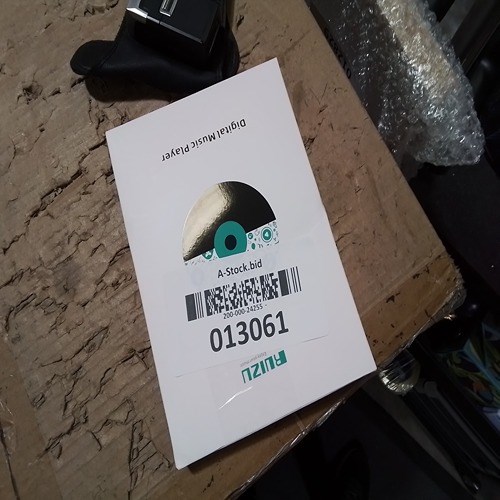 Digital Music Player
A-Stock.bid
200-000-24255
013061
RUIZU